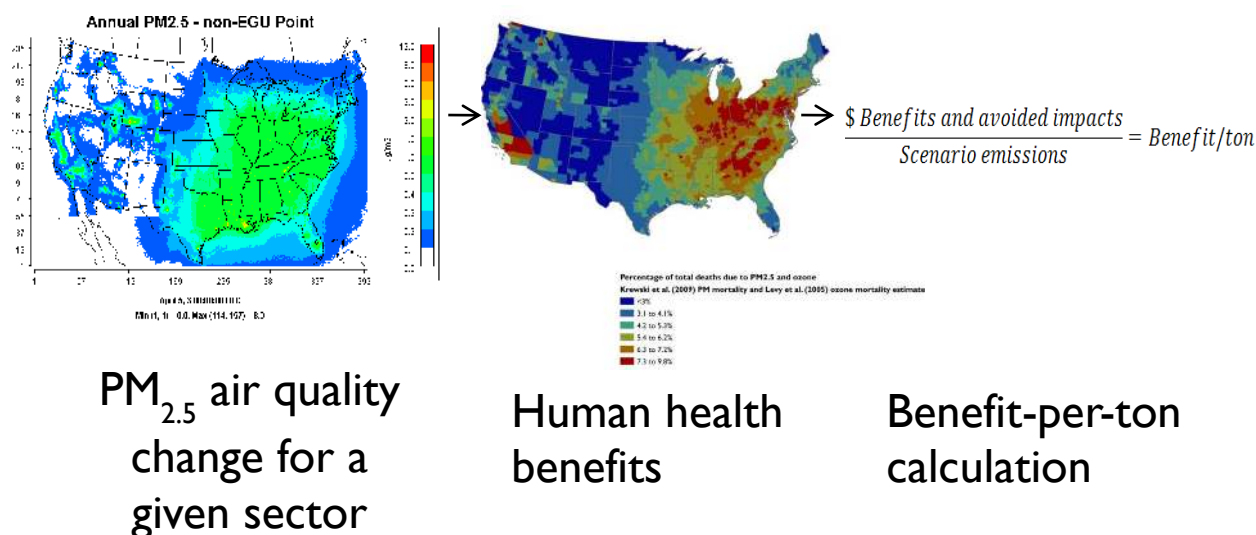 Annual PM2.5 - non-EGU Point
$ Benefits and avoided impacts
Scenario emissions
= Benefit/ton
Percentage of total deaths due to PM2.5 and ozone
Krewski et al. (2009) PM mortality and Levy et al. (2005) ozone mortality estimate
<3%
3.1 to 4.1%
4.2 to 5.3%
5.4 to 6.2%
6.3 to 7.2%
7.3 to 9.8%
PM2.5 air quality
change for a
given sector
Human health
benefits
Benefit-per-ton
calculation